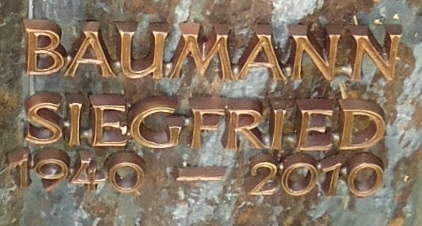 BAUMANN
SIEGFRIED
1940 – 2010